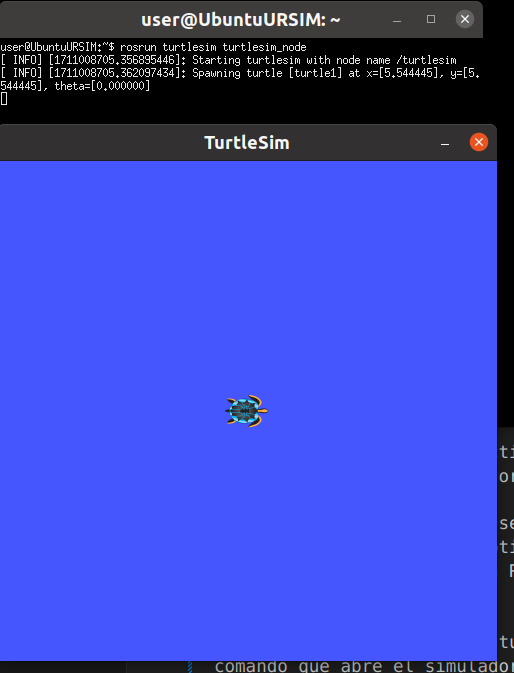 user@UbuntuURSIM: ~
user@UbuntuURSIM:~$ rosrun turtlesim turtlesim_node
[ INFO] [1711008705.356895446]: Starting turtlesim with node name /turtlesim
[ INFO] [1711008705.362097434]: Spawning turtle [turtle1] at x=[5.544445], y=[5.
544445], theta=[0.000000]
TurtleSim
comando que abre el simulador